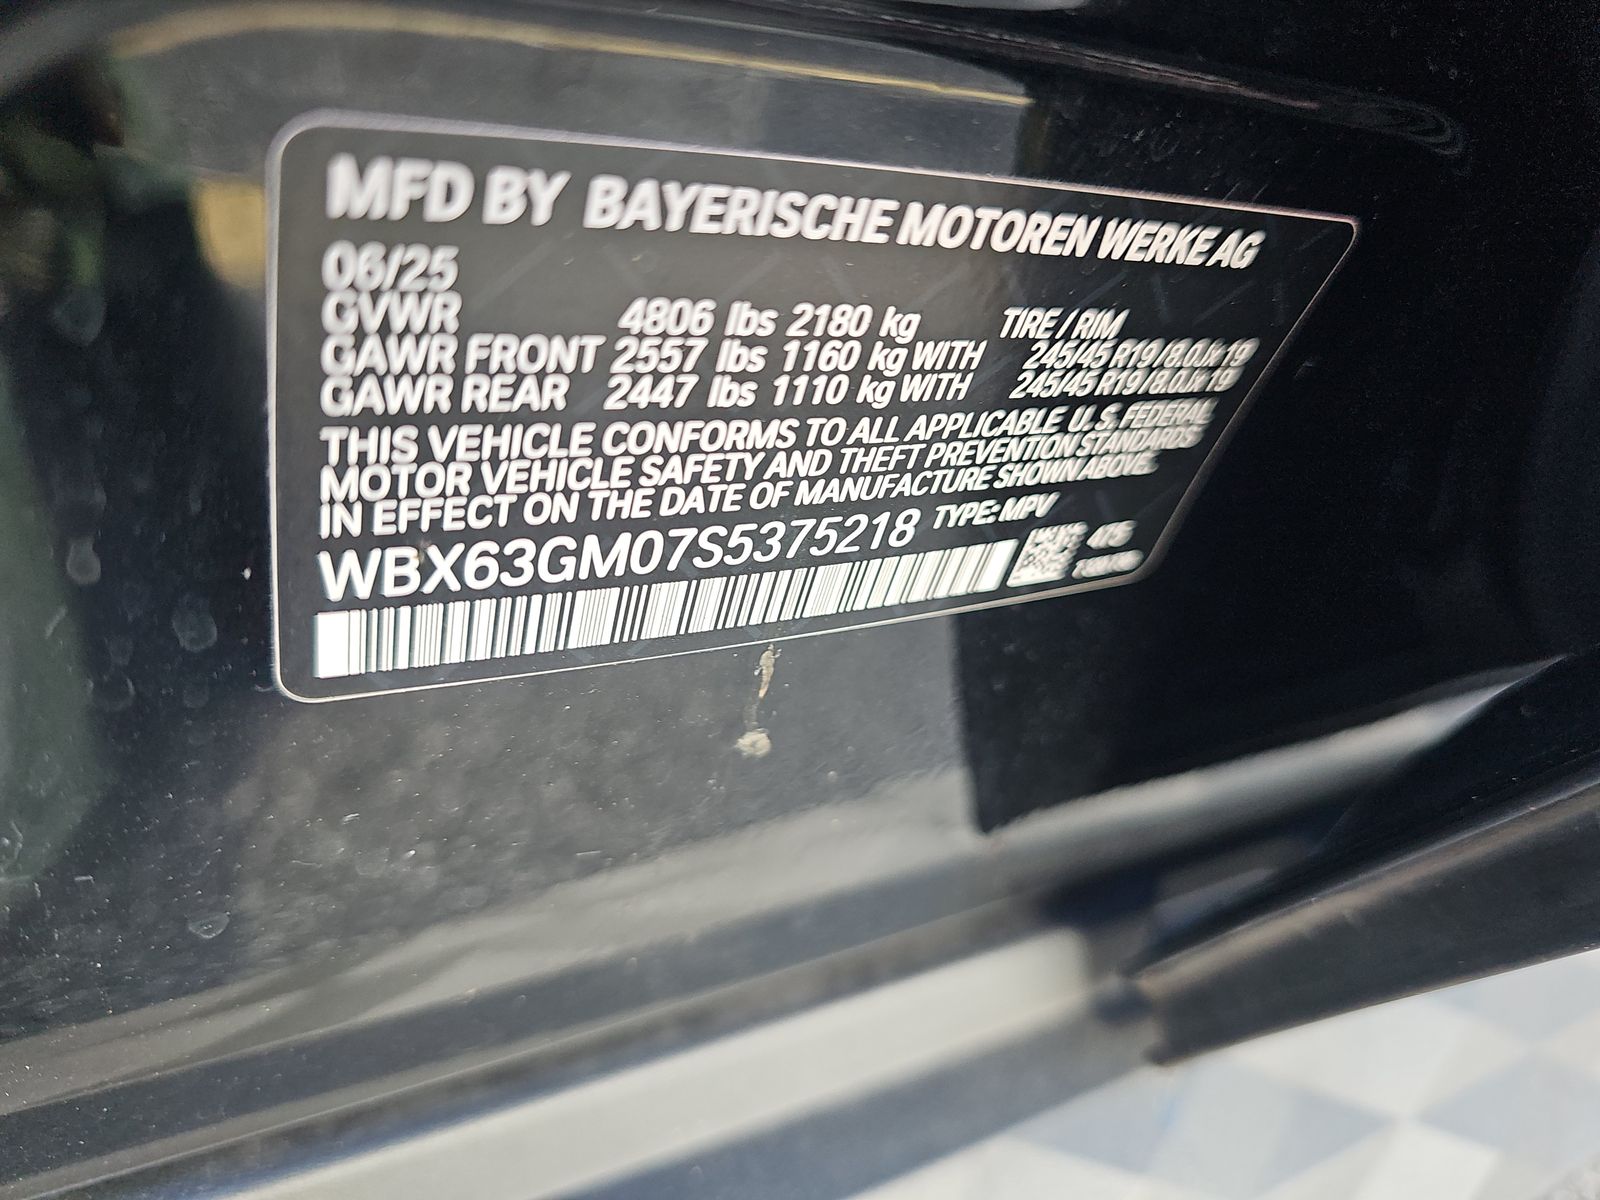 MFD BY BAYERISCHE MOTOREN WERKE AG
06/25
GVWR 4806 lbs 2180 kg TIRE / RIM
GAWR FRONT 2557 lbs 1160 kg WITH 245/45 R19 / 8.0Jx19
GAWR REAR 2447 lbs 1110 kg WITH 245/45 R19 / 8.0Jx19
THIS VEHICLE CONFORMS TO ALL APPLICABLE U.S. FEDERAL
MOTOR VEHICLE SAFETY AND THEFT PREVENTION STANDARDS
IN EFFECT ON THE DATE OF MANUFACTURE SHOWN ABOVE.
WBX63GM07S5375218 TYPE: MPV
475